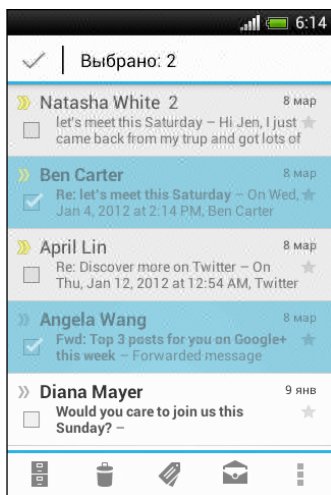 6:14
Выбрано: 2
Natasha White 2 8 мар
let's meet this Saturday – Hi Jen, I just
came back from my trup and got lots of
Ben Carter 8 мар
Re: let's meet this Saturday – On Wed,
Jan 4, 2012 at 2:14 PM, Ben Carter
April Lin 8 мар
Re: Discover more on Twitter – On
Thu, Jan 12, 2012 at 12:54 AM, Twitter
Angela Wang 8 мар
Fwd: Top 3 posts for you on Google+
this week – Forwarded message
Diana Mayer 9 янв
Would you care to join us this
Sunday? –